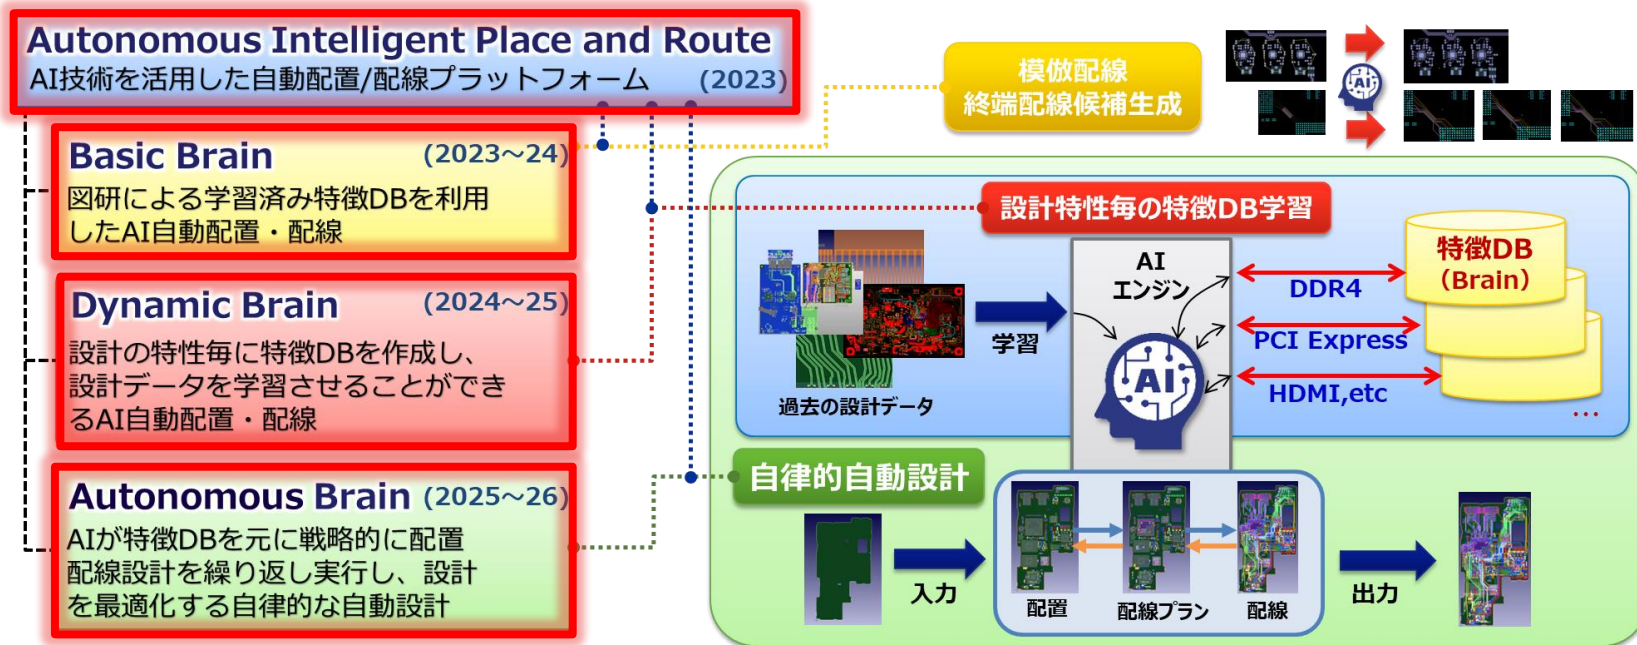 Autonomous Intelligent Place and Route
AI技術を活用した自動配置/配線プラットフォーム (2023)
Basic Brain (2023～24)
図研による学習済み特徴DBを利用
したAI自動配置・配線
Dynamic Brain (2024～25)
設計の特性毎に特徴DBを作成し、
設計データを学習させることができ
るAI自動配置・配線
Autonomous Brain (2025～26)
AIが特徴DBを元に戦略的に配置
配線設計を繰り返し実行し、設計
を最適化する自律的な自動設計
模倣配線
終端配線候補生成
AI
設計特性毎の特徴DB学習
過去の設計データ
学習
AI
エンジン
AI
DDR4
PCI Express
HDMI,etc
特徴DB
（Brain）
...
自律的自動設計
入力
配置
配線プラン
配線
出力